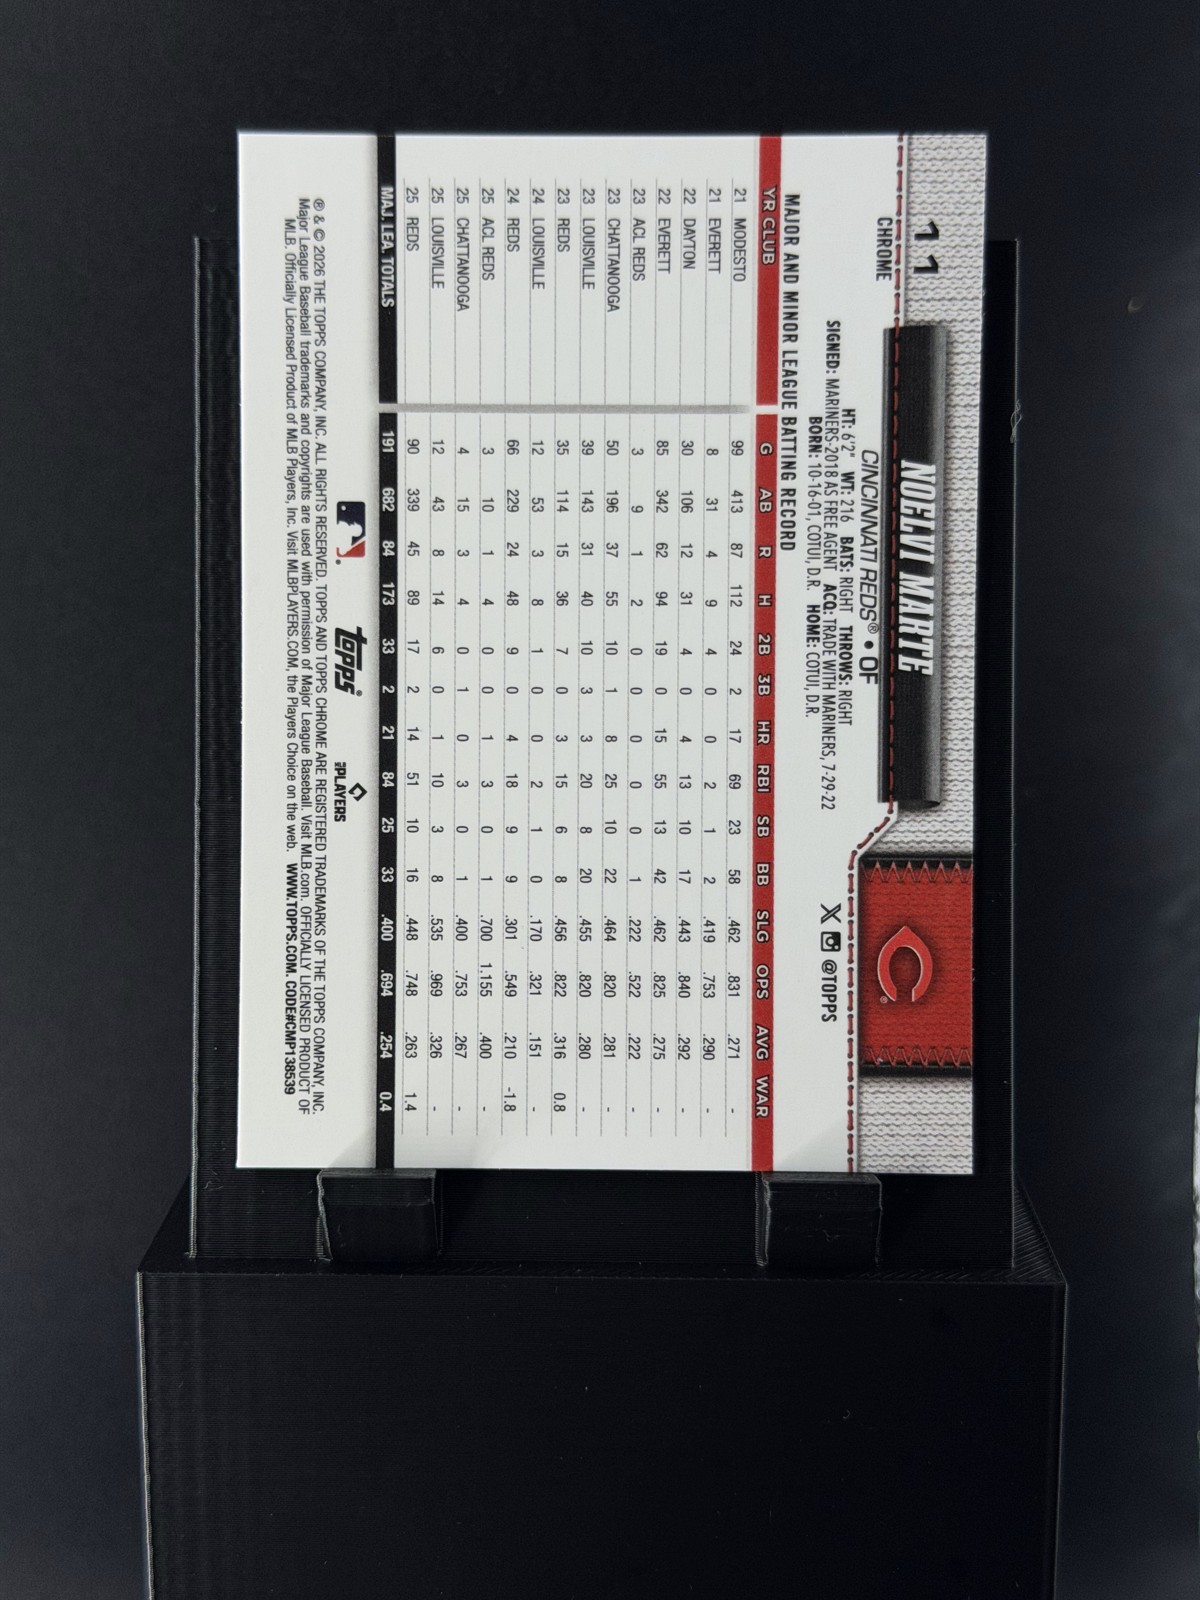 11
CHROME
NOELVI MARTE
CINCINNATI REDS® • OF
HT: 6'2" WT: 216 BATS: RIGHT THROWS: RIGHT
SIGNED: MARINERS-2018 AS FREE AGENT ACQ: TRADE WITH MARINERS, 7-29-22
BORN: 10-16-01, COTUI, D.R. HOME: COTUI, D.R.
C®
X @TOPPS
MAJOR AND MINOR LEAGUE BATTING RECORD
YR CLUB G AB R H 2B 3B HR RBI SB BB SLG OPS AVG WAR
21 MODESTO 99 413 87 112 24 2 17 69 23 58 .462 .831 .271 -
21 EVERETT 8 31 4 9 4 0 0 2 1 2 .419 .753 .290 -
22 DAYTON 30 106 12 31 4 0 4 13 10 17 .443 .840 .292 -
22 EVERETT 85 342 62 94 19 0 15 55 13 42 .462 .825 .275 -
23 ACL REDS 3 9 1 2 0 0 0 0 0 1 .222 .522 .222 -
23 CHATTANOOGA 50 196 37 55 10 1 8 25 10 22 .464 .820 .281 -
23 LOUISVILLE 39 143 31 40 10 3 3 20 8 20 .455 .820 .280 -
23 REDS 35 114 15 36 7 0 3 15 6 8 .456 .822 .316 0.8
24 LOUISVILLE 12 53 3 8 1 0 0 2 1 0 .170 .321 .151 -
24 REDS 66 229 24 48 9 0 4 18 9 9 .301 .549 .210 -1.8
25 ACL REDS 3 10 1 4 0 0 1 3 0 1 .700 1.155 .400 -
25 CHATTANOOGA 4 15 3 4 0 1 0 3 0 1 .400 .753 .267 -
25 LOUISVILLE 12 43 8 14 6 0 1 10 3 8 .535 .969 .326 -
25 REDS 90 339 45 89 17 2 14 51 10 16 .448 .748 .263 1.4
MAJ. LEA. TOTALS 191 682 84 173 33 2 21 84 25 33 .400 .694 .254 0.4
topps® MLB PLAYERS
® & © 2026 THE TOPPS COMPANY, INC. ALL RIGHTS RESERVED. TOPPS AND TOPPS CHROME ARE REGISTERED TRADEMARKS OF THE TOPPS COMPANY, INC.
Major League Baseball trademarks and copyrights are used with permission of Major League Baseball. Visit MLB.com. OFFICIALLY LICENSED PRODUCT OF
MLB. Officially Licensed Product of MLB Players, Inc. Visit MLBPLAYERS.COM, the Players Choice on the web. WWW.TOPPS.COM. CODE#CMP138539